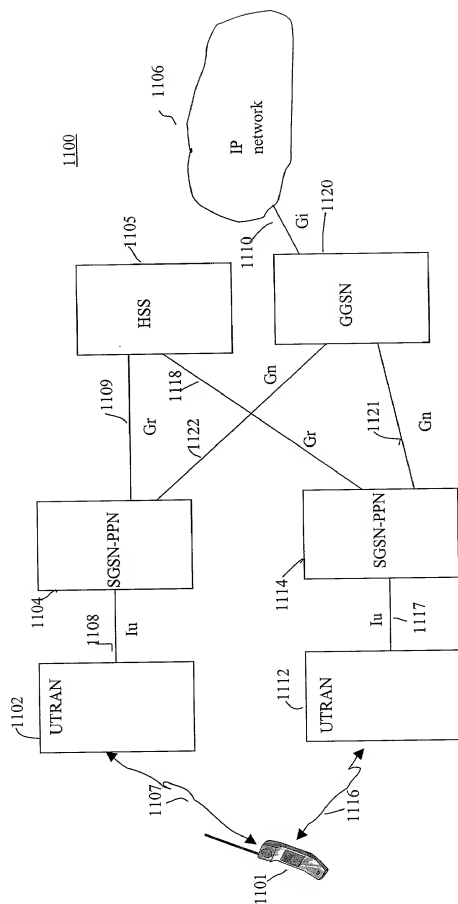 1100
1106
IP
network
1105
HSS
1110
Gi
1120
GGSN
1109
Gr
1118
Gn
1122
Gr
1121
Gn
1104
SGSN-PPN
1114
SGSN-PPN
1108
Iu
Iu
1117
1102
UTRAN
1112
UTRAN
1107
1116
1101